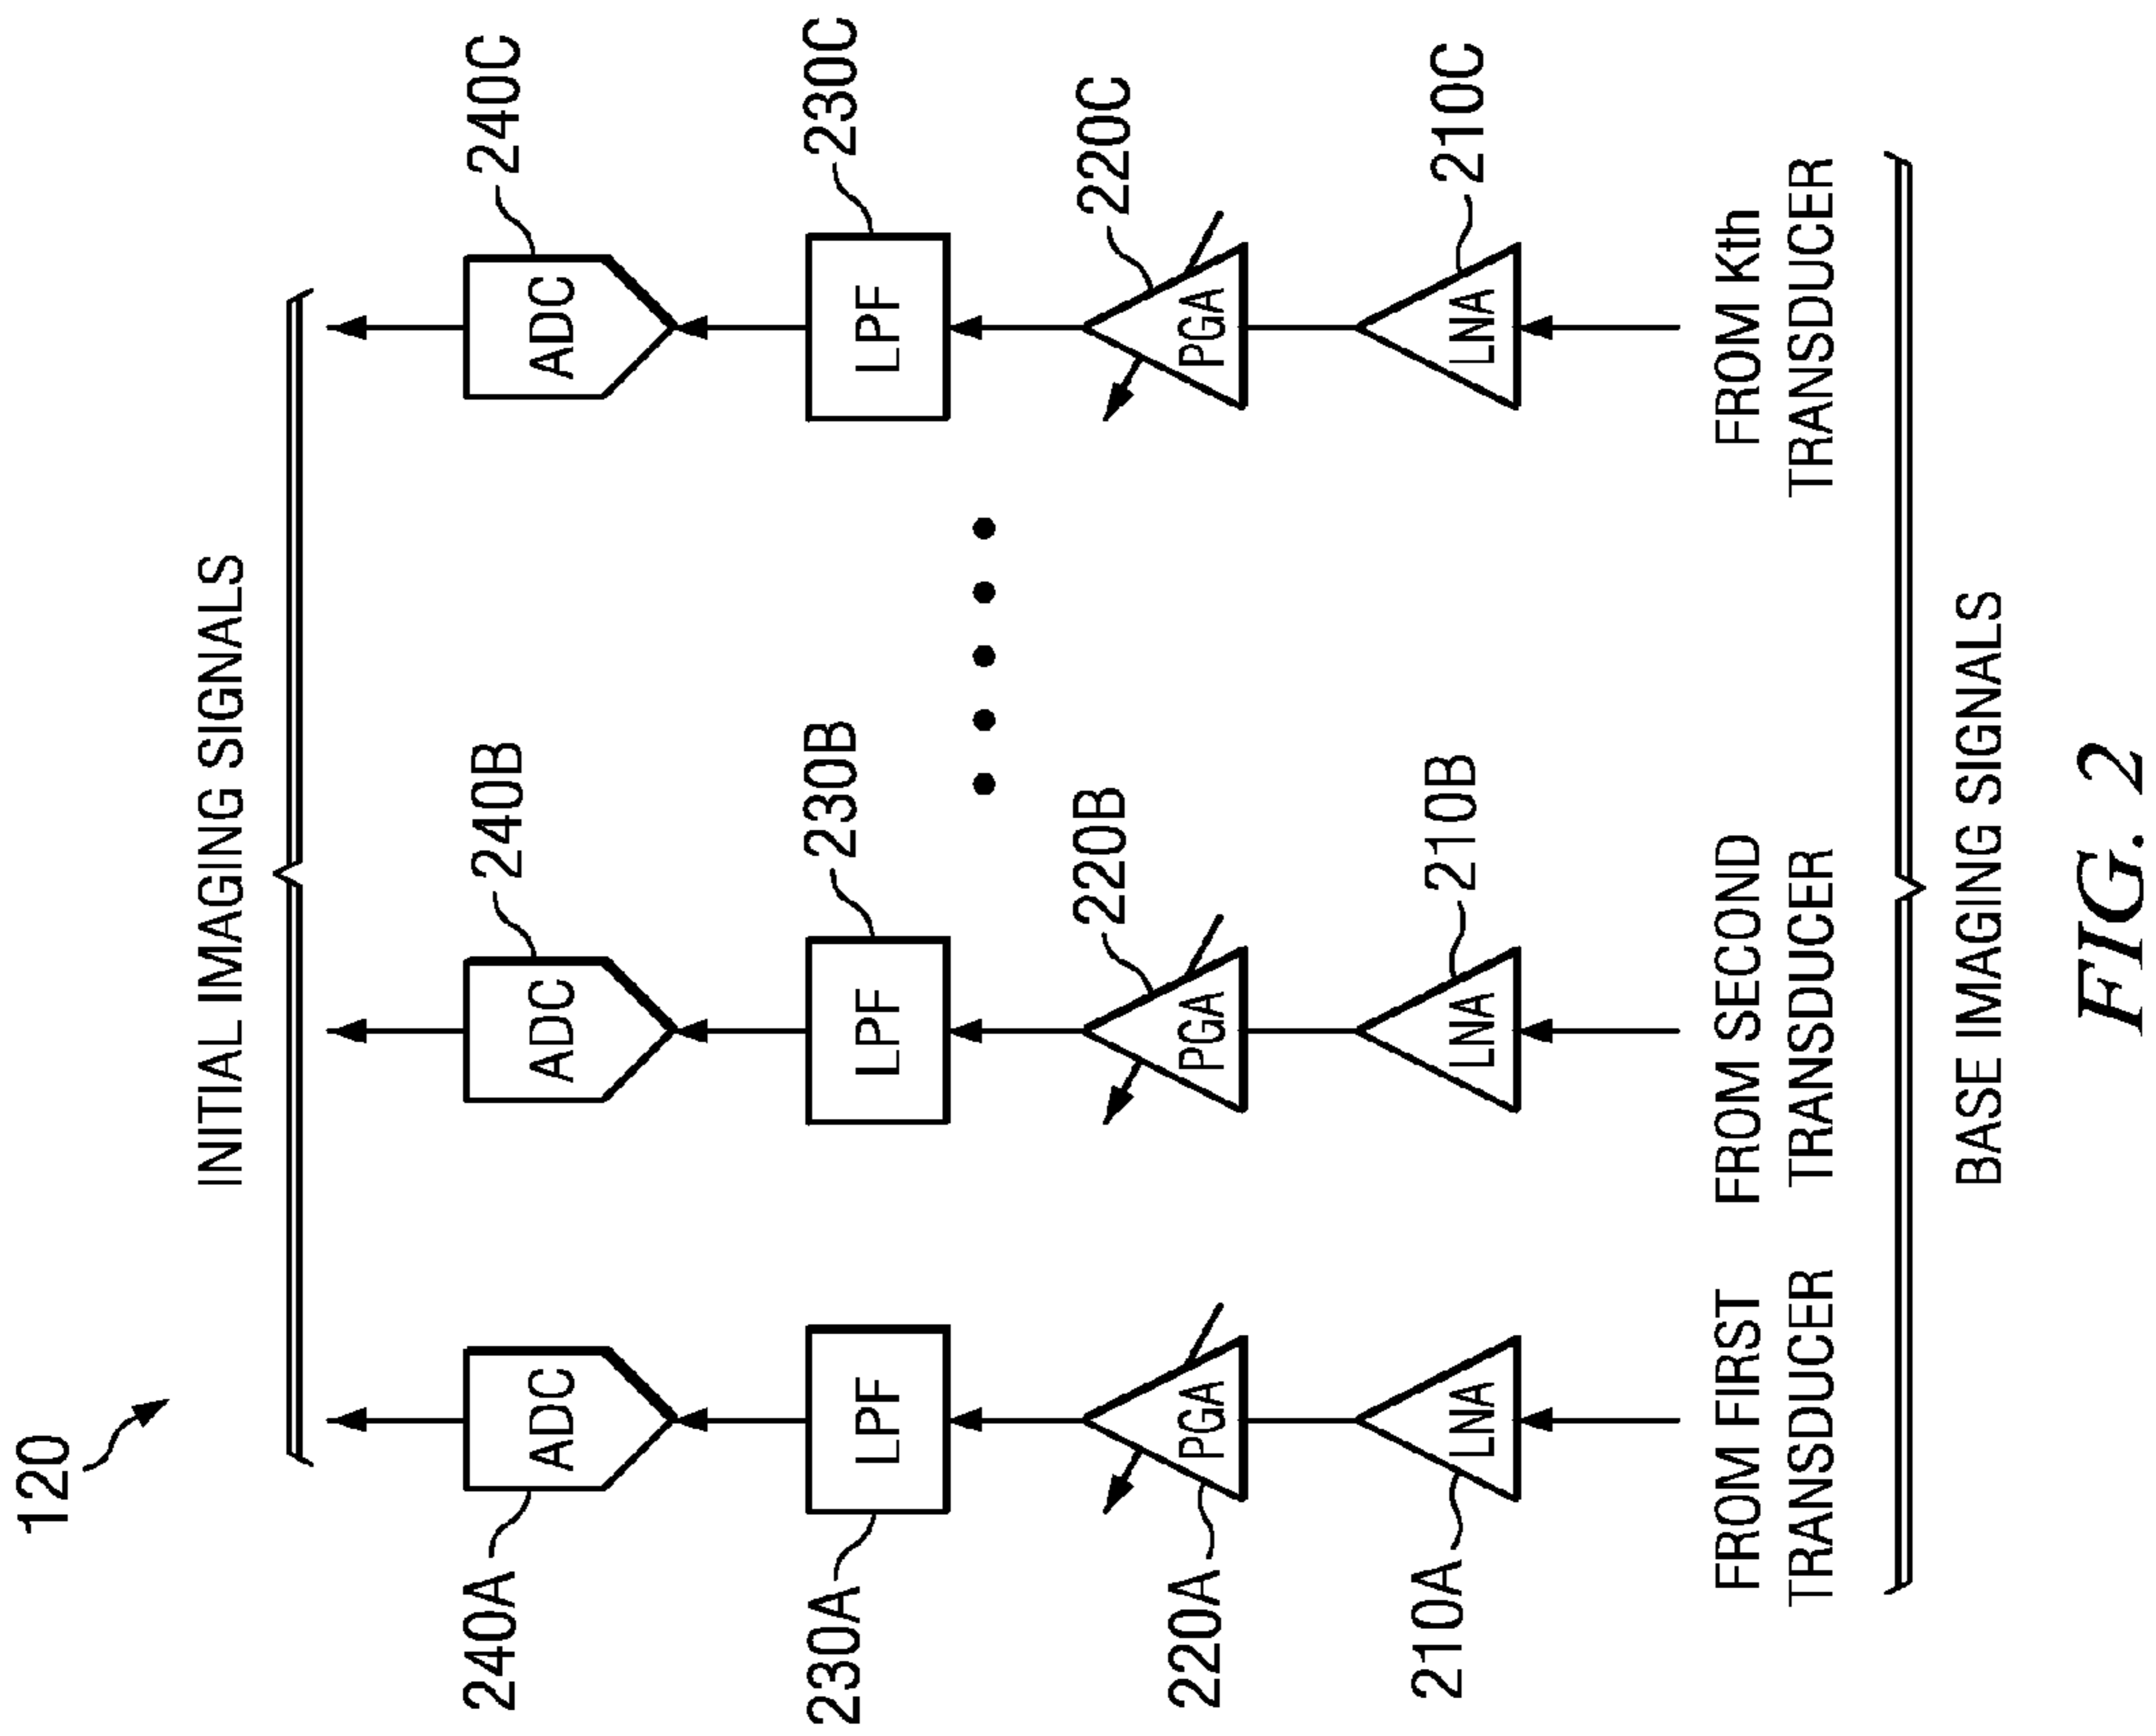 120
INITIAL IMAGING SIGNALS
240A
ADC
240B
ADC
240C
ADC
230A
LPF
230B
LPF
230C
LPF
220A
PGA
220B
PGA
220C
PGA
210A
LNA
210B
LNA
210C
LNA
FROM FIRST
TRANSDUCER
FROM SECOND
TRANSDUCER
FROM Kth
TRANSDUCER
BASE IMAGING SIGNALS
FIG. 2